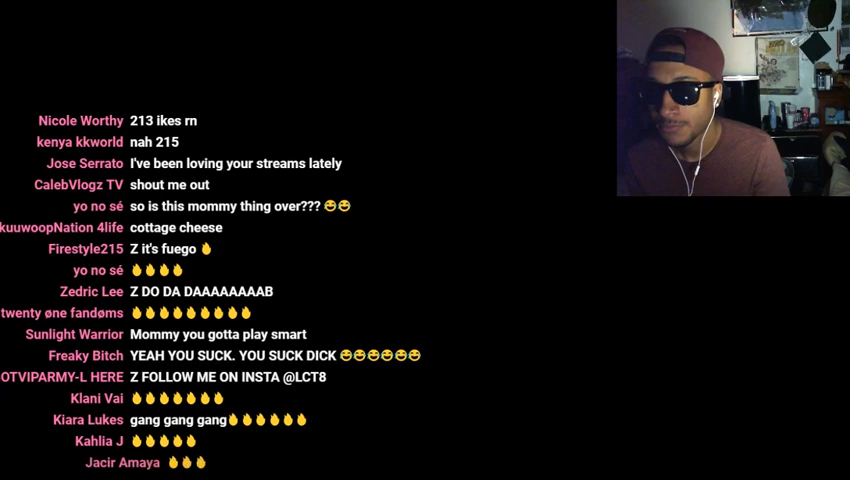 Nicole Worthy 213 ikes rn
kenya kkworld nah 215
Jose Serrato I've been loving your streams lately
CalebVlogz TV shout me out
yo no sé so is this mommy thing over??? 😂😂
kuuwoopNation 4life cottage cheese
Firestyle215 Z it's fuego 🔥
yo no sé 🔥🔥🔥🔥
Zedric Lee Z DO DA DAAAAAAAAB
twenty øne fandøms 🔥🔥🔥🔥🔥🔥🔥🔥🔥
Sunlight Warrior Mommy you gotta play smart
Freaky Bitch YEAH YOU SUCK. YOU SUCK DICK 😂😂😂😂😂😂
OTVIPARMY-L HERE Z FOLLOW ME ON INSTA @LCT8
Klani Vai 🔥🔥🔥🔥🔥🔥🔥
Kiara Lukes gang gang gang🔥🔥🔥🔥🔥🔥
Kahlia J 🔥🔥🔥🔥🔥
Jacir Amaya 🔥🔥🔥